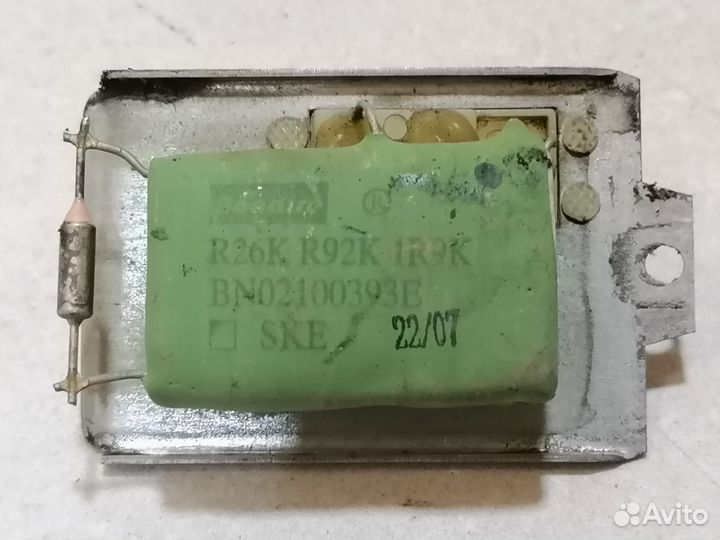 ®
R26K R92K 1R9K
BN02100393E
SKE 22/07
Avito